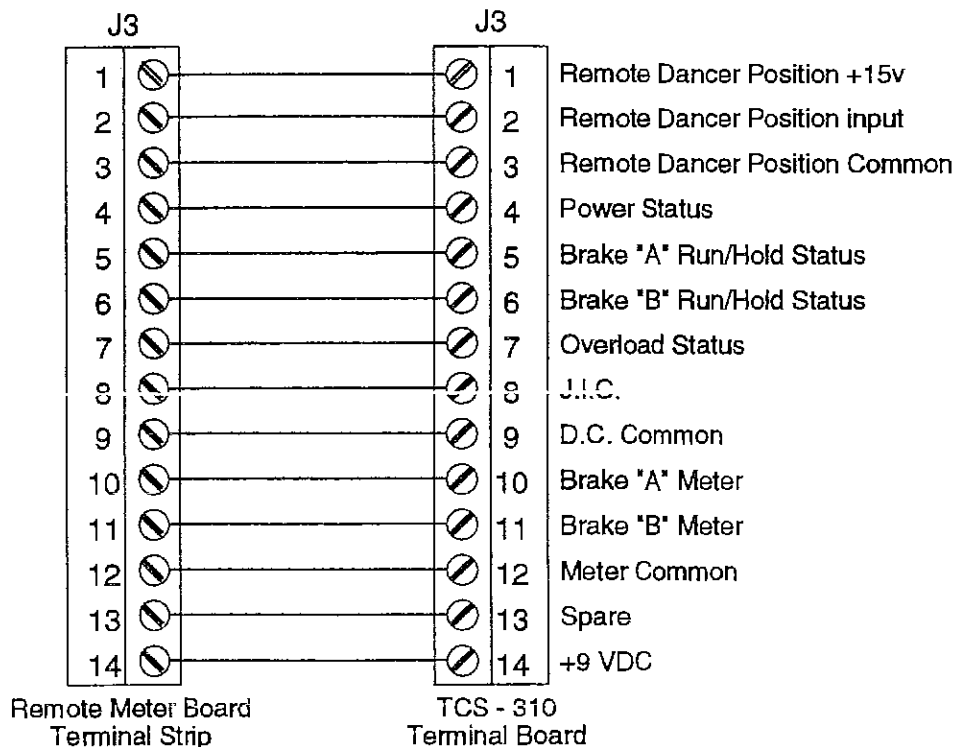 J3 J3
1 1 Remote Dancer Position +15v
2 2 Remote Dancer Position input
3 3 Remote Dancer Position Common
4 4 Power Status
5 5 Brake "A" Run/Hold Status
6 6 Brake "B" Run/Hold Status
7 7 Overload Status
8 8 J.I.C.
9 9 D.C. Common
10 10 Brake "A" Meter
11 11 Brake "B" Meter
12 12 Meter Common
13 13 Spare
14 14 +9 VDC
Remote Meter Board TCS - 310
Terminal Strip Terminal Board